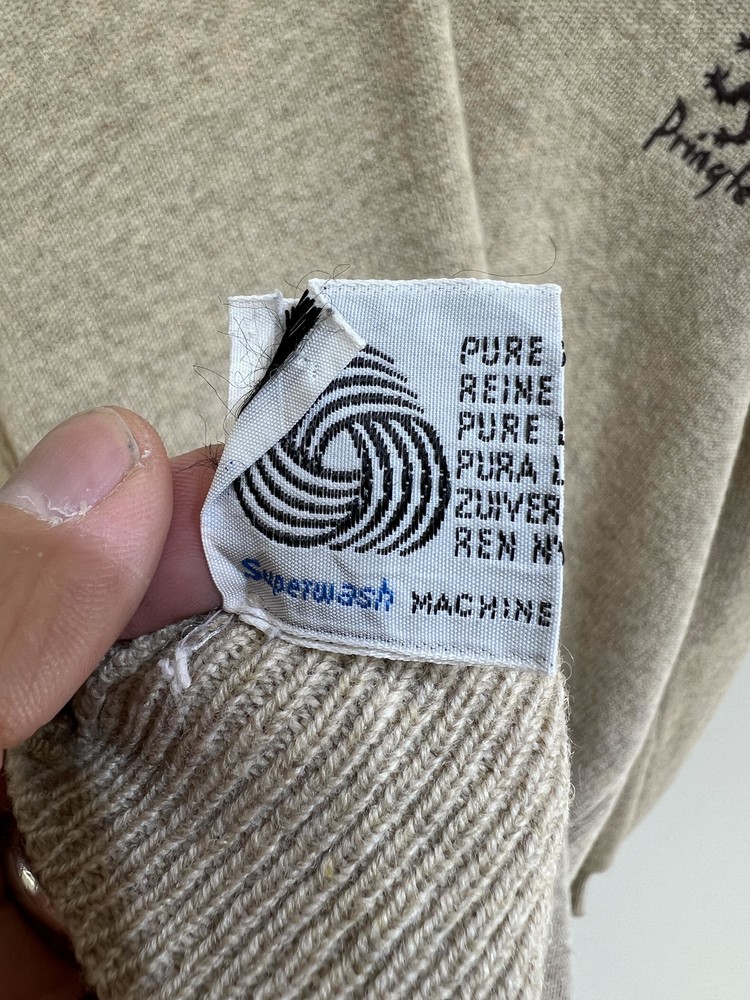 Pringle
PURE
REINE
PURE
PURA
ZUIVER
REN
Superwash MACHINE